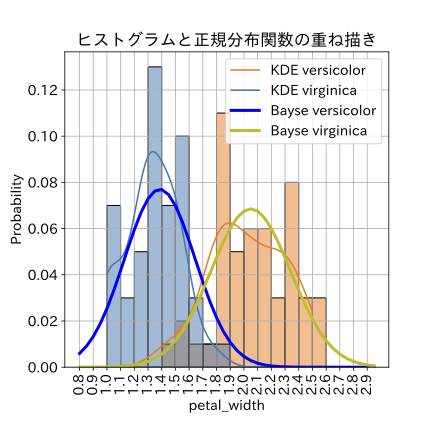 ヒストグラムと正規分布関数の重ね描き
KDE versicolor
KDE virginica
Bayse versicolor
Bayse virginica
Probability
0.12
0.10
0.08
0.06
0.04
0.02
0.00
0.8 0.9 1.0 1.1 1.2 1.3 1.4 1.5 1.6 1.7 1.8 1.9 2.0 2.1 2.2 2.3 2.4 2.5 2.6 2.7 2.8 2.9
petal_width